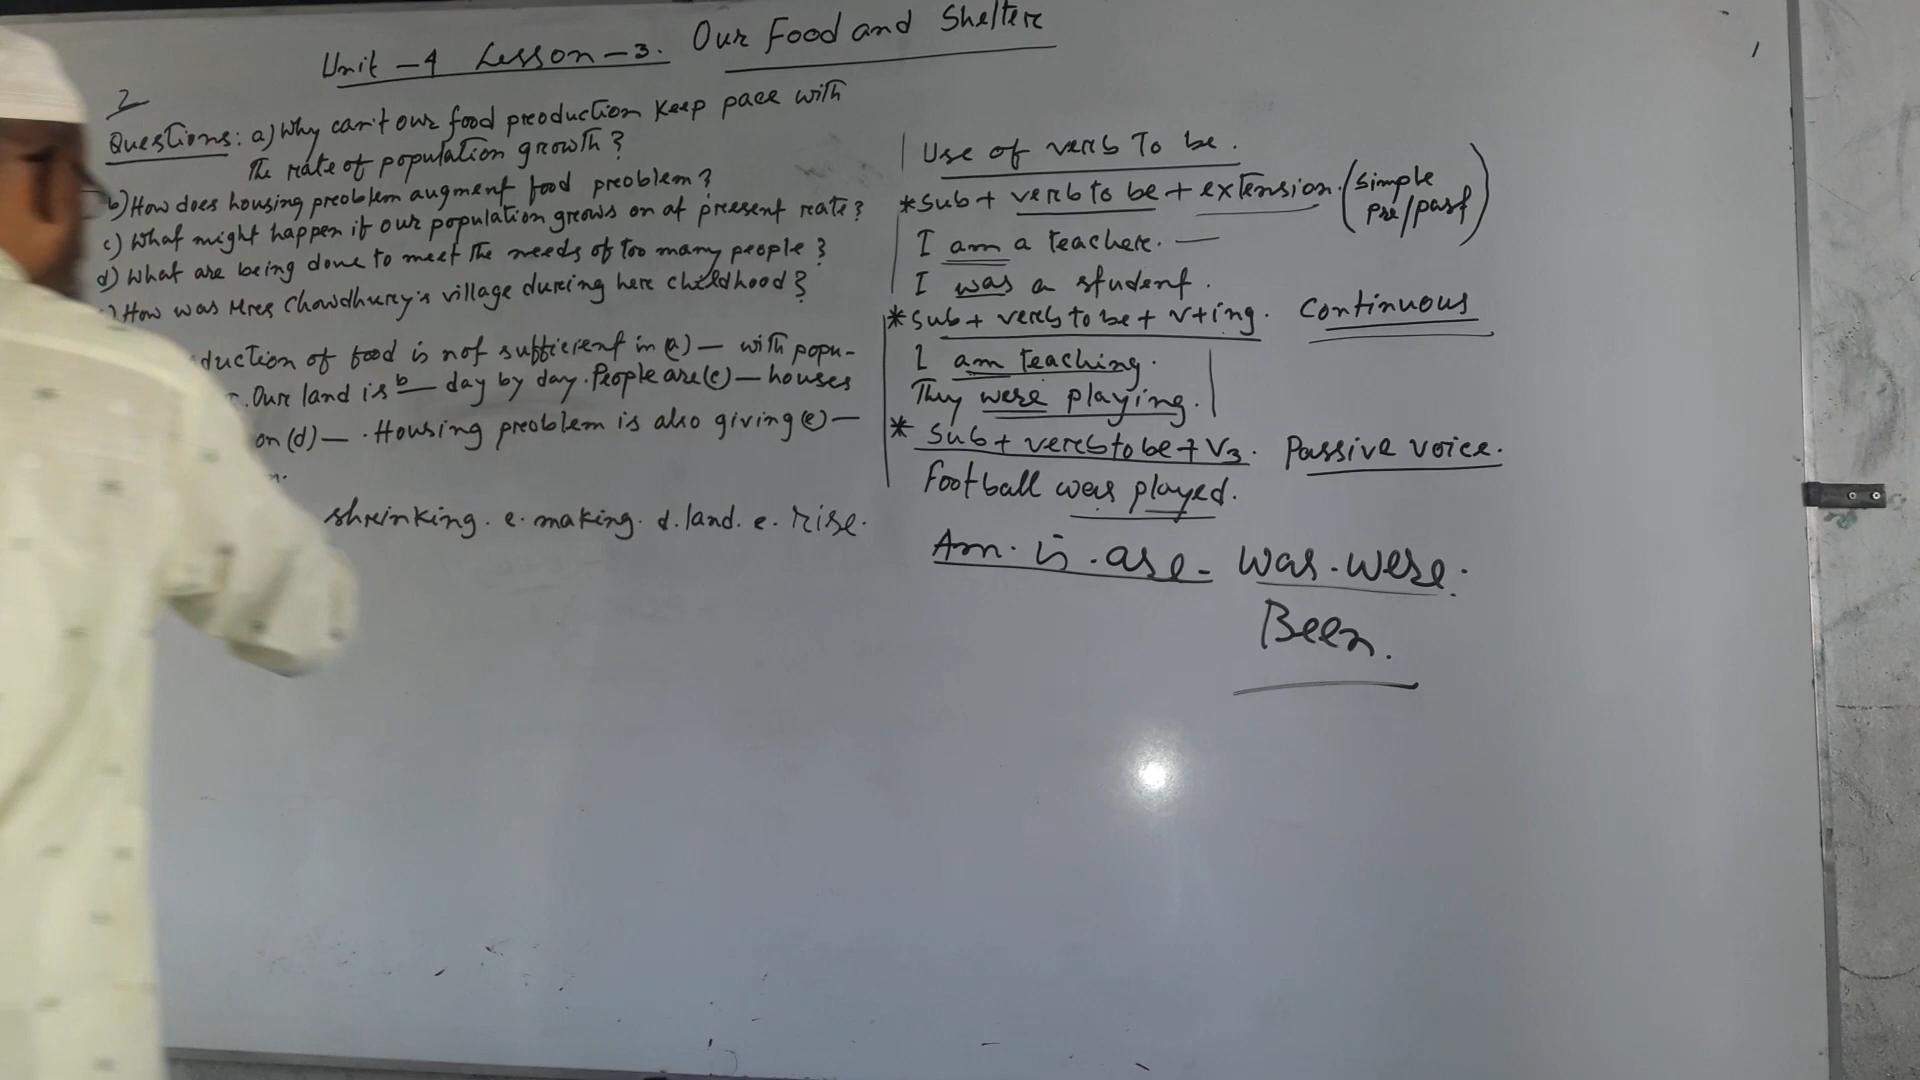 Unit - 4 Lesson - 3. Our Food and Shelter
2
Questions: a) Why can't our food production keep pace with
the rate of population growth?
b) How does housing problem augment food problem?
c) What might happen if our population grows on at present rate?
d) What are being done to meet the needs of too many people?
) How was Mrs Chowdhury's village during her childhood?
duction of food is not sufficient in (a) — with popu-
. Our land is b — day by day. People are (c) — houses
on (d) — . Housing problem is also giving (e) —
shrinking. c. making. d. land. e. rise.
Use of verb To be.
* Sub + verb to be + extension. (Simple
pre/past)
I am a teacher. —
I was a student.
* Sub + verb to be + v+ing. Continuous
I am teaching.
They were playing.
* Sub + verb to be + V3. Passive voice.
Football was played.
Am. is. are - was. were.
Been.